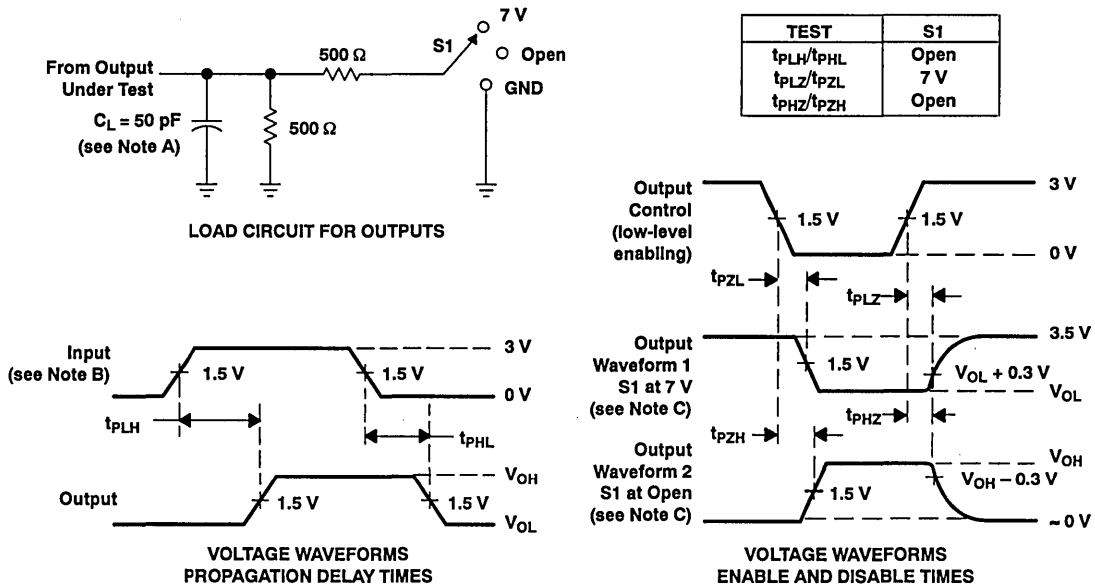 7 V
S1
Open
500 Ω
GND
From Output
Under Test
C_L = 50 pF
(see Note A)
500 Ω
LOAD CIRCUIT FOR OUTPUTS
TEST S1
t_PLH/t_PHL Open
t_PLZ/t_PZL 7 V
t_PHZ/t_PZH Open
Input
(see Note B)
1.5 V
1.5 V
3 V
0 V
t_PLH
t_PHL
Output
1.5 V
1.5 V
V_OH
V_OL
VOLTAGE WAVEFORMS
PROPAGATION DELAY TIMES
Output
Control
(low-level
enabling)
1.5 V
1.5 V
3 V
0 V
t_PZL
t_PLZ
Output
Waveform 1
S1 at 7 V
(see Note C)
1.5 V
3.5 V
V_OL + 0.3 V
V_OL
t_PHZ
t_PZH
Output
Waveform 2
S1 at Open
(see Note C)
1.5 V
V_OH
V_OH – 0.3 V
~ 0 V
VOLTAGE WAVEFORMS
ENABLE AND DISABLE TIMES